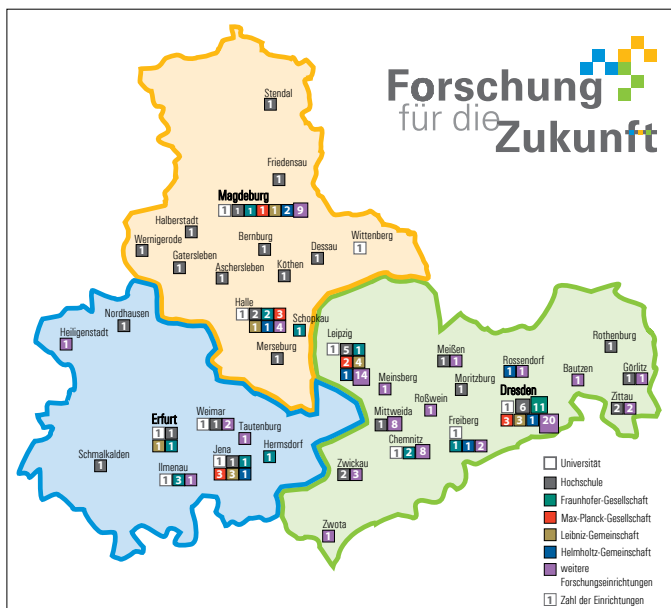 Forschung
für die
Zukunft
Stendal
1
Friedensau
1
Magdeburg
1 1 1 1 1 2 9
Halberstadt
1
Wernigerode
1
Gatersleben
1
Bernburg
1
Aschersleben
1
Köthen
1
Dessau
1
Wittenberg
1
Halle
1 2 2 3
1 1 4
Schopkau
1
Merseburg
1
Nordhausen
1
Heiligenstadt
1
Erfurt
1 1
1 1
Weimar
1 1 2
Tautenburg
1
Jena
1 1 1
3 3 1
Hermsdorf
1
Schmalkalden
1
Ilmenau
1 3 1
Leipzig
1 5 1
2 4
1 14
Meinsberg
1
Meißen
1 1
Moritzburg
1
Rossendorf
1 1
Dresden
1 6 11
3 3 1 20
Bautzen
1
Rothenburg
1
Görlitz
1 1
Zittau
2 2
Roßwein
1
Mittweida
1 8
Chemnitz
1 2 8
Freiberg
1
1 1 2
Zwickau
2 3
Zwota
1
Universität
Hochschule
Fraunhofer-Gesellschaft
Max-Planck-Gesellschaft
Leibniz-Gemeinschaft
Helmholtz-Gemeinschaft
weitere
Forschungseinrichtungen
1 Zahl der Einrichtungen